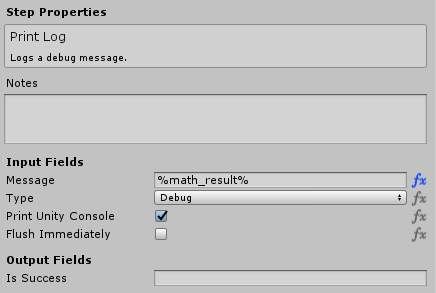 Step Properties
Print Log
Logs a debug message.
Notes
Input Fields
Message %math_result% fx
Type Debug fx
Print Unity Console fx
Flush Immediately fx
Output Fields
Is Success